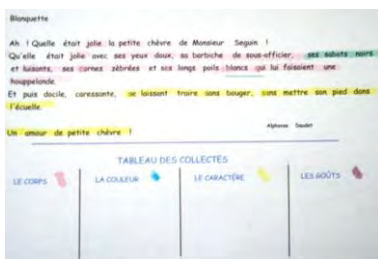 Blanquette
Ah ! Quelle était jolie la petite chèvre de Monsieur Seguin !
Qu'elle était jolie avec ses yeux doux, sa barbiche de sous-officier, ses sabots noirs
et luisants, ses cornes zébrées et ses longs poils blancs qui lui faisaient une
houppelande.
Et puis docile, caressante, se laissant traire sans bouger, sans mettre son pied dans
l'écuelle.
Un amour de petite chèvre !
Alphonse Daudet
TABLEAU DES COLLECTES
LE CORPS LA COULEUR LE CARACTÈRE LES GOÛTS